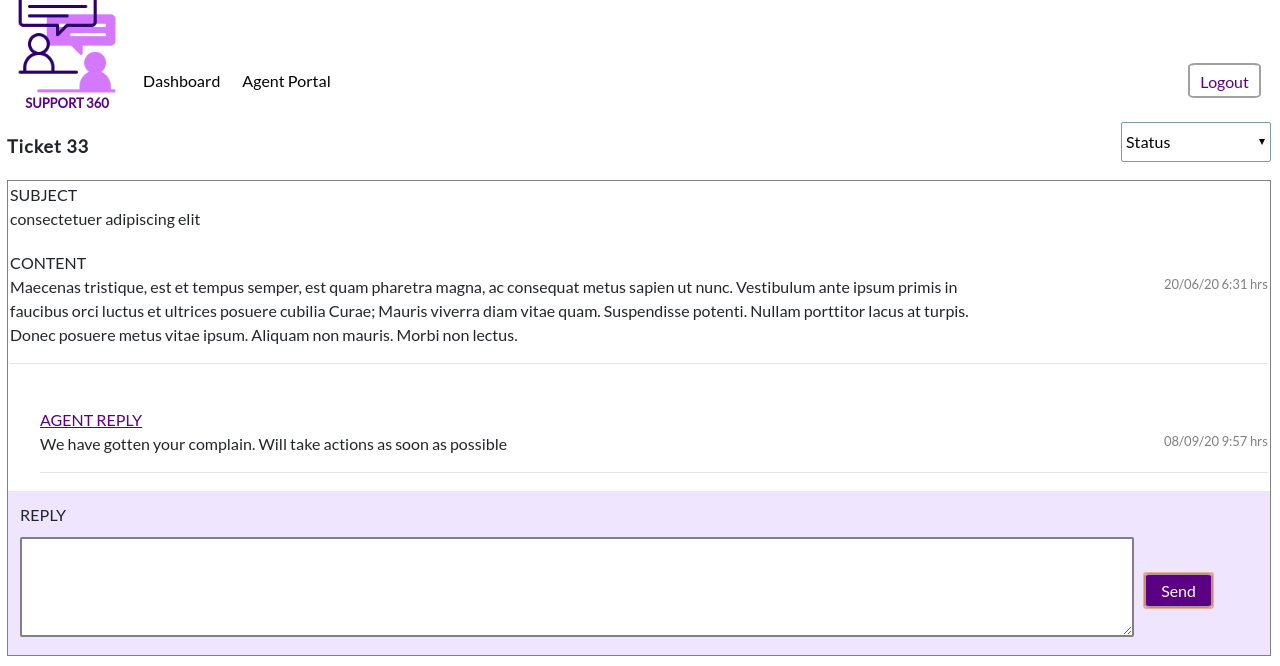 Dashboard Agent Portal
Logout
SUPPORT 360
Ticket 33
Status
SUBJECT
consectetuer adipiscing elit
CONTENT
Maecenas tristique, est et tempus semper, est quam pharetra magna, ac consequat metus sapien ut nunc. Vestibulum ante ipsum primis in
20/06/20 6:31 hrs
faucibus orci luctus et ultrices posuere cubilia Curae; Mauris viverra diam vitae quam. Suspendisse potenti. Nullam porttitor lacus at turpis.
Donec posuere metus vitae ipsum. Aliquam non mauris. Morbi non lectus.
AGENT REPLY
We have gotten your complain. Will take actions as soon as possible
08/09/20 9:57 hrs
REPLY
Send